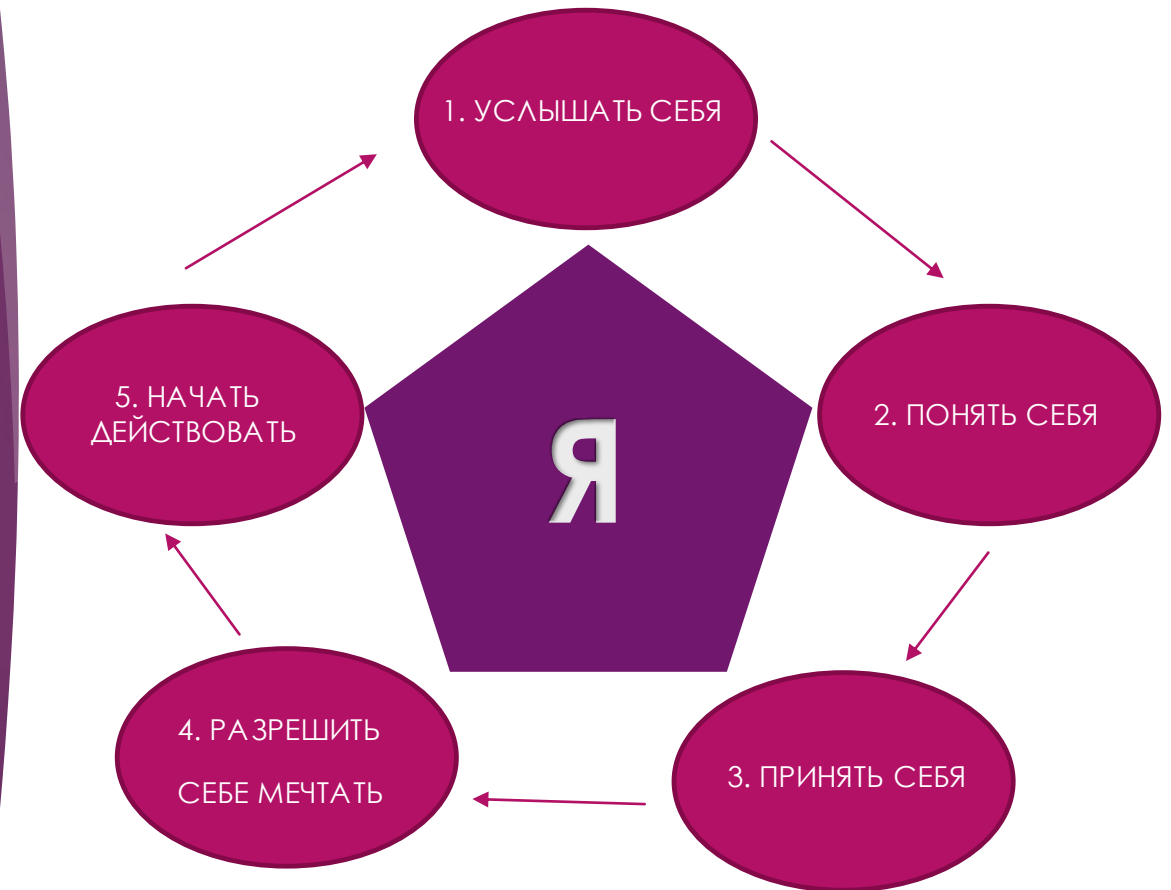 1. УСЛЫШАТЬ СЕБЯ
2. ПОНЯТЬ СЕБЯ
3. ПРИНЯТЬ СЕБЯ
4. РАЗРЕШИТЬ
СЕБЕ МЕЧТАТЬ
5. НАЧАТЬ
ДЕЙСТВОВАТЬ
Я